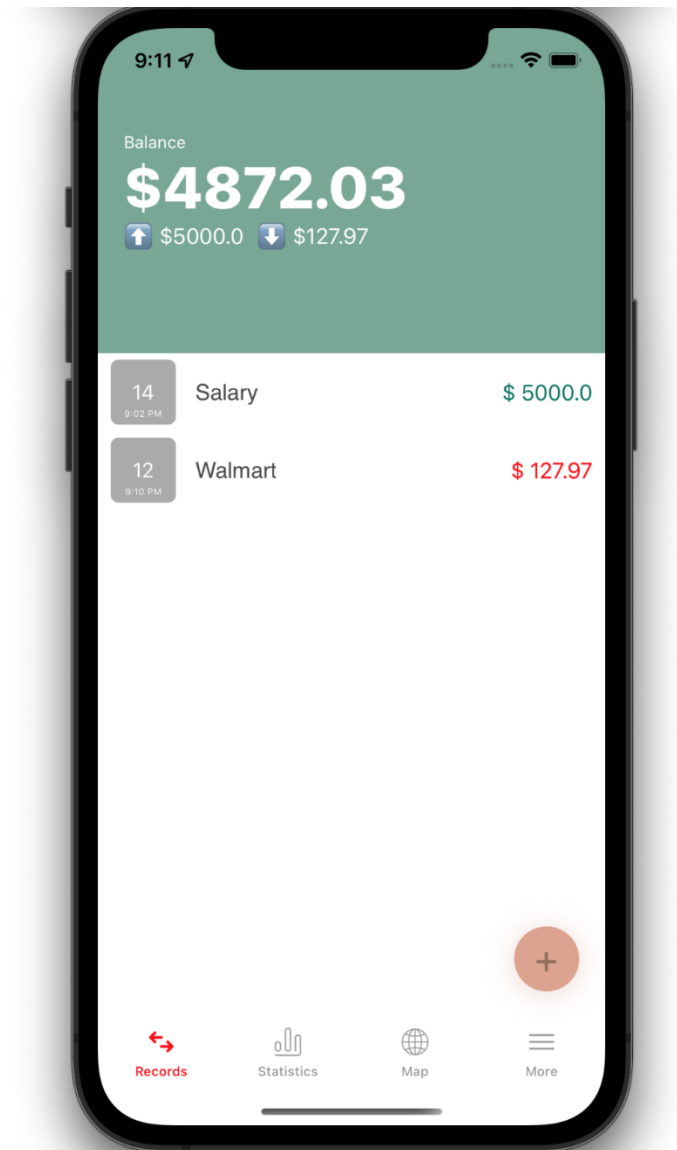 9:11
Balance
$4872.03
⬆️ $5000.0 ⬇️ $127.97
14 Salary $ 5000.0
9:02 PM
12 Walmart $ 127.97
9:10 PM
+
Records Statistics Map More